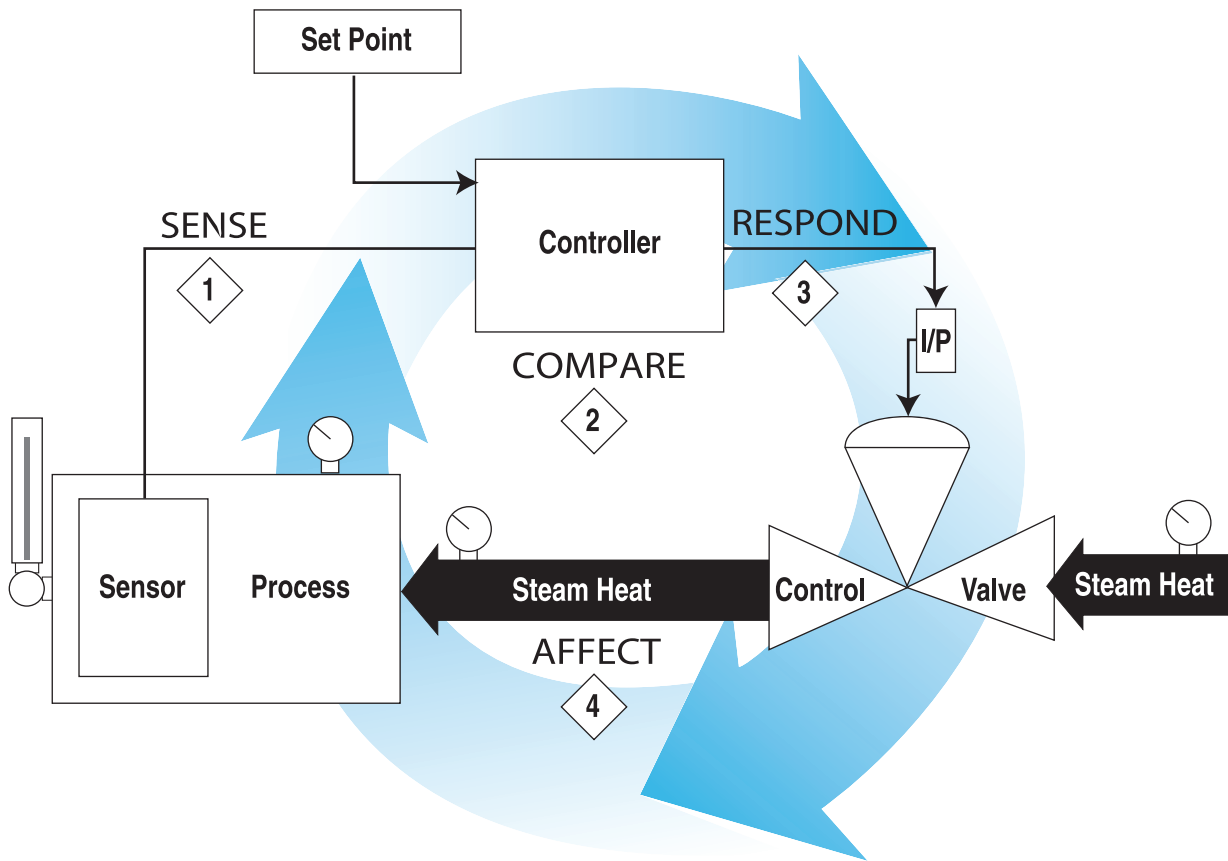 Set Point
SENSE
1
Controller
RESPOND
3
I/P
COMPARE
2
Sensor
Process
Steam Heat
Control
Valve
Steam Heat
AFFECT
4